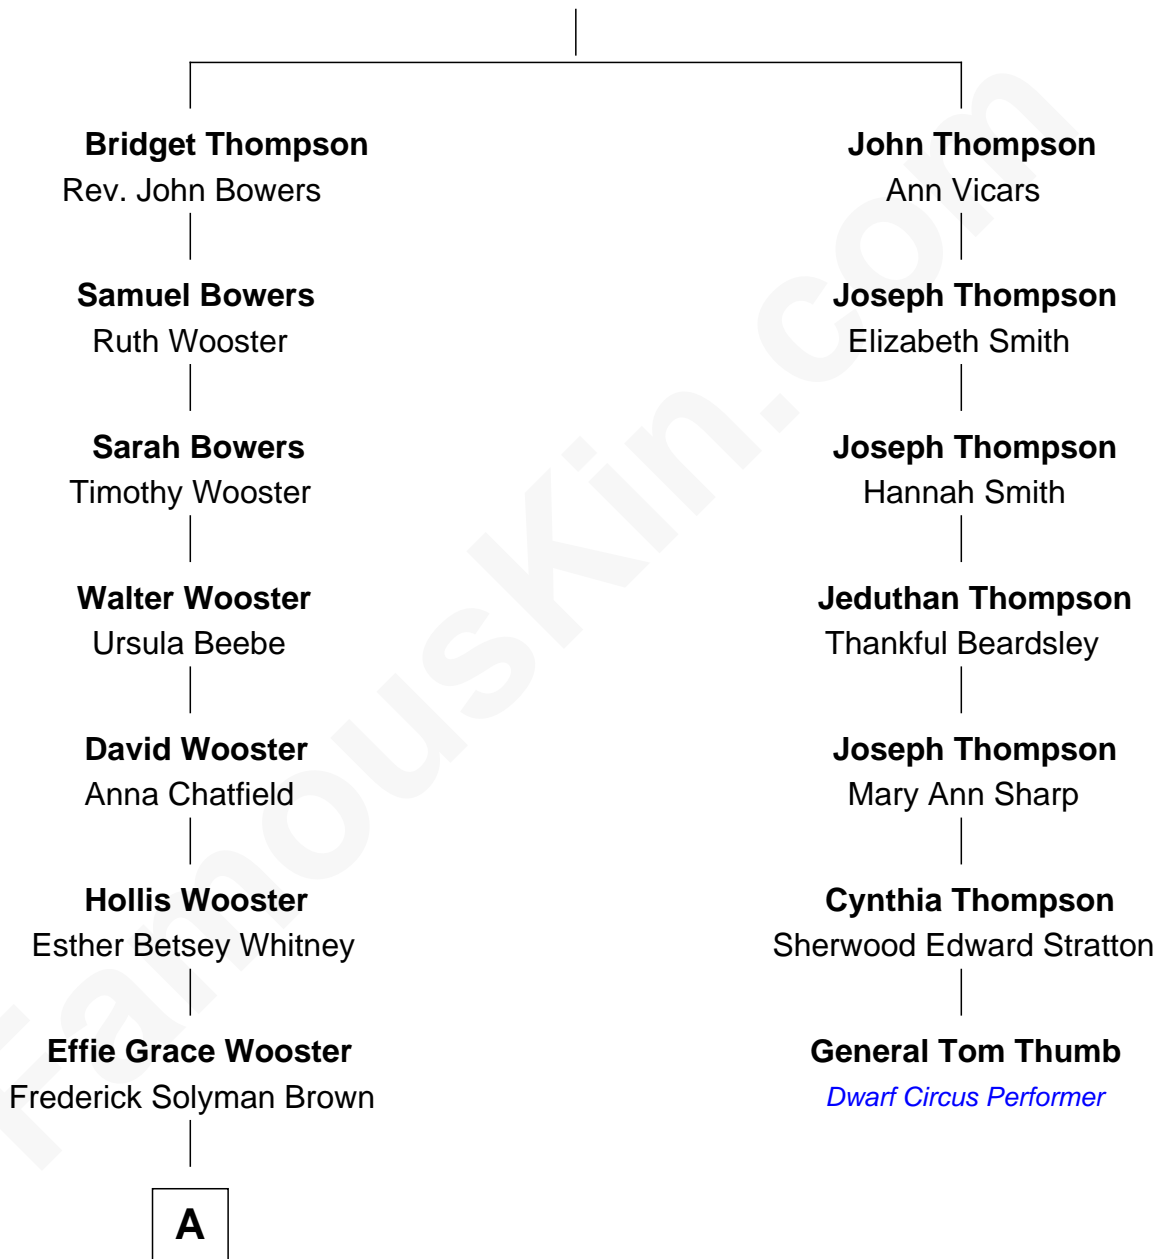 Bridget Thompson
Rev. John Bowers
Samuel Bowers
Ruth Wooster
Sarah Bowers
Timothy Wooster
Walter Wooster
Ursula Beebe
David Wooster
Anna Chatfield
Hollis Wooster
Esther Betsey Whitney
Effie Grace Wooster
Frederick Solyman Brown
A
John Thompson
Ann Vicars
Joseph Thompson
Elizabeth Smith
Joseph Thompson
Hannah Smith
Jeduthan Thompson
Thankful Beardsley
Joseph Thompson
Mary Ann Sharp
Cynthia Thompson
Sherwood Edward Stratton
General Tom Thumb
Dwarf Circus Performer
FamousKin.com